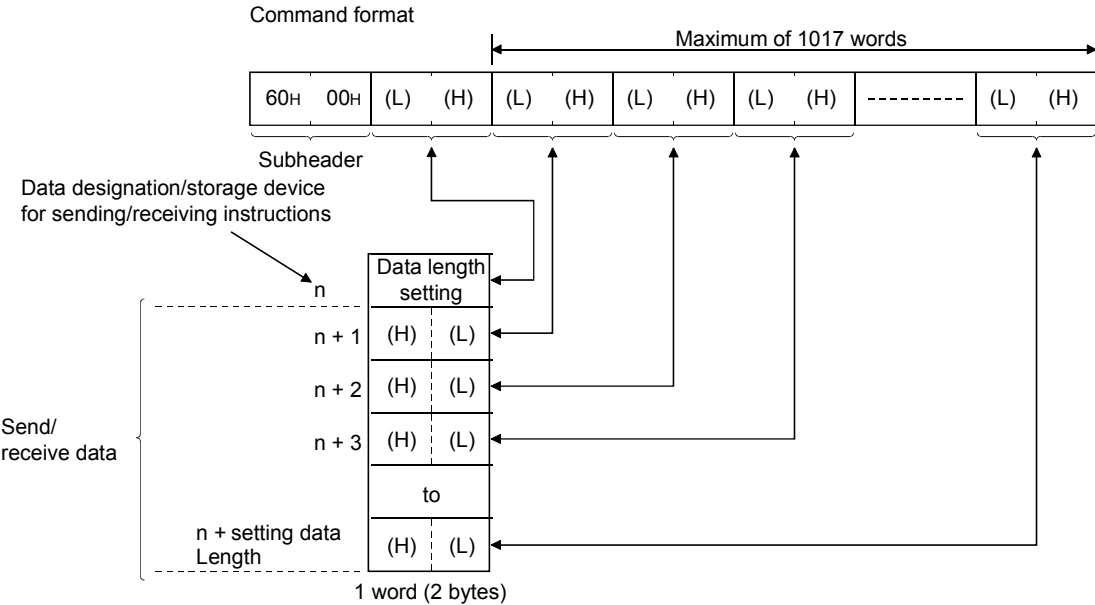 Command format
Maximum of 1017 words
60H 00H (L) (H) (L) (H) (L) (H) (L) (H) (L) (H)
Subheader
Data designation/storage device
for sending/receiving instructions
n
Data length
setting
n + 1 (H) (L)
n + 2 (H) (L)
n + 3 (H) (L)
Send/
receive data
to
n + setting data
Length
(H) (L)
1 word (2 bytes)